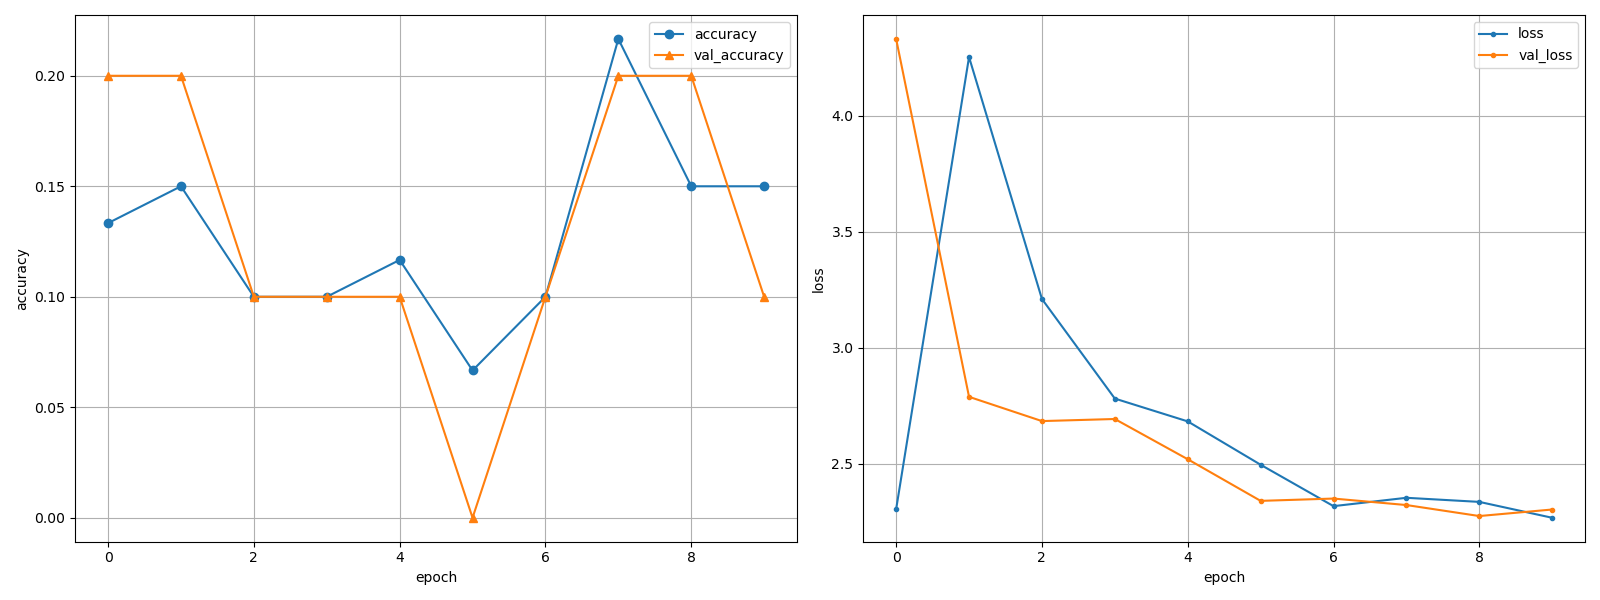 accuracy
val_accuracy
0.20
0.15
0.10
0.05
0.00
accuracy
0 2 4 6 8
epoch
loss
val_loss
4.0
3.5
3.0
2.5
loss
0 2 4 6 8
epoch